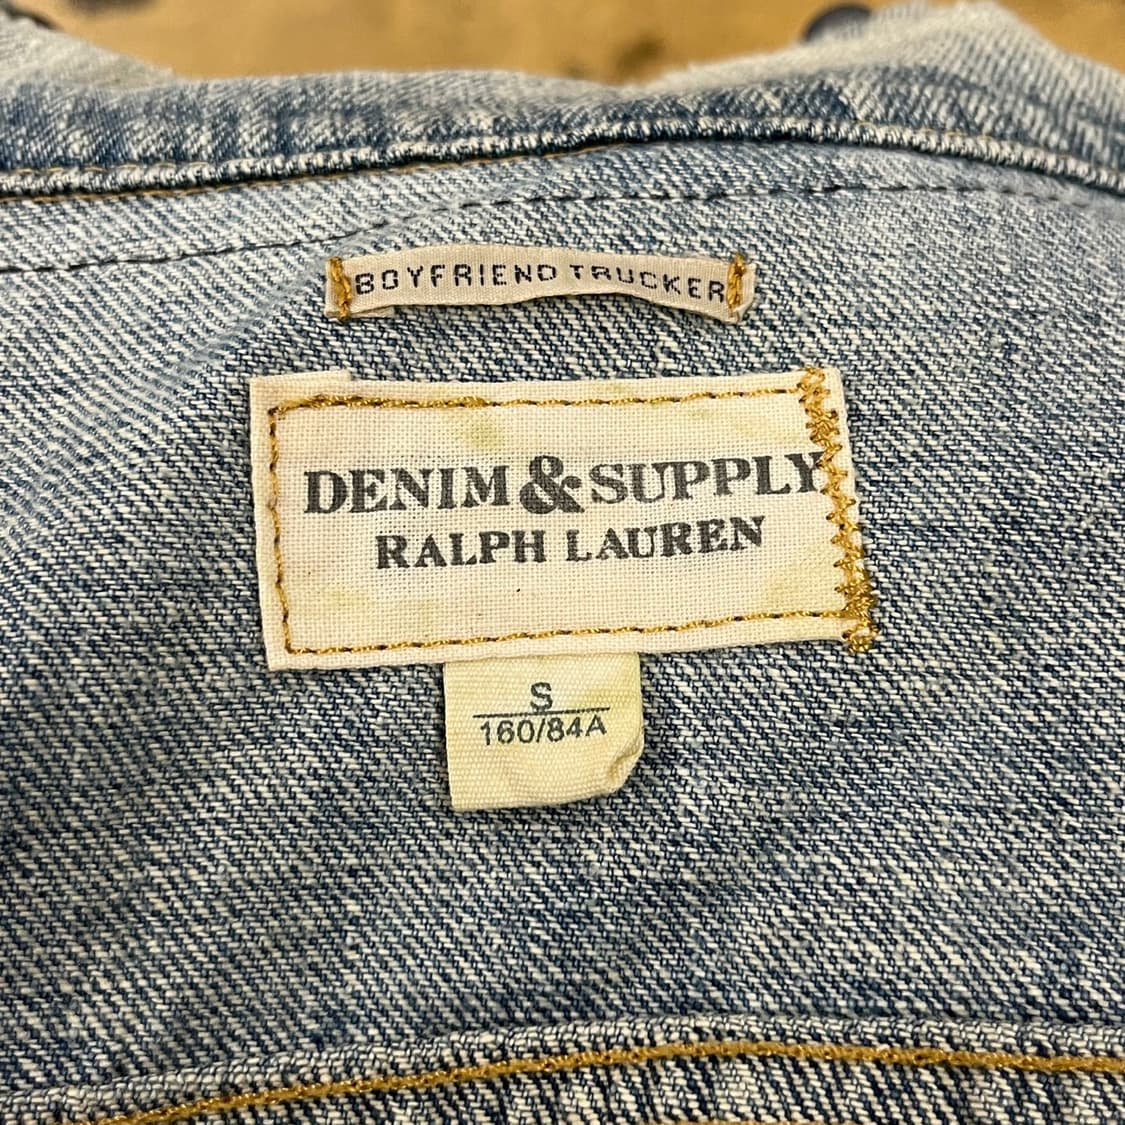 BOYFRIEND TRUCKER
DENIM & SUPPLY
RALPH LAUREN
S
160/84A